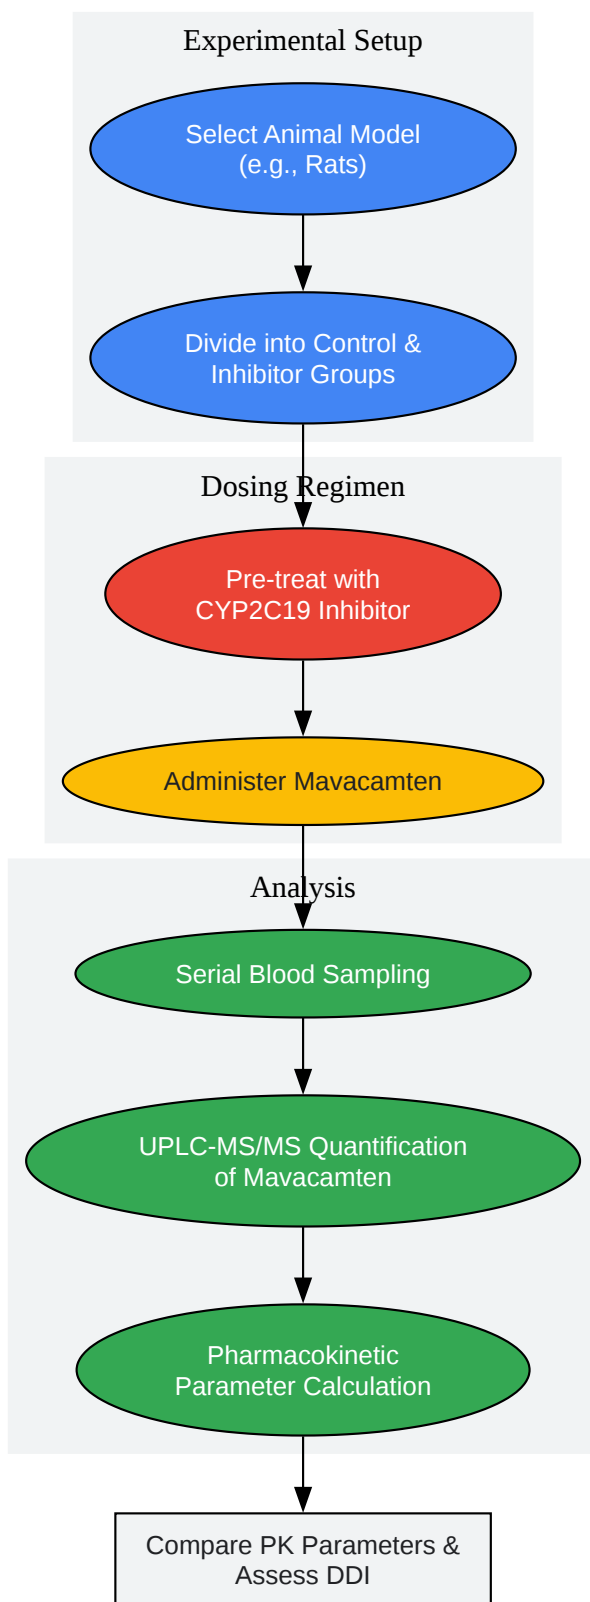 Experimental Setup
Select Animal Model
(e.g., Rats)
Divide into Control &
Inhibitor Groups
Dosing Regimen
Pre-treat with
CYP2C19 Inhibitor
Administer Mavacamten
Analysis
Serial Blood Sampling
UPLC-MS/MS Quantification
of Mavacamten
Pharmacokinetic
Parameter Calculation
Compare PK Parameters &
Assess DDI